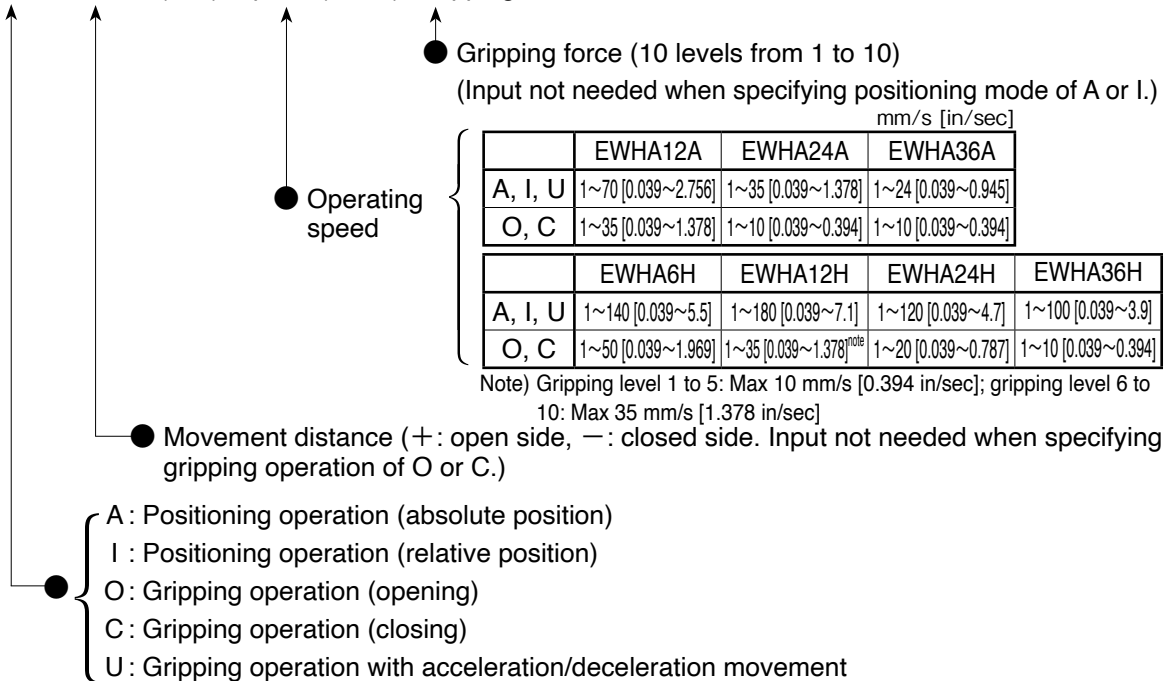 Gripping force (10 levels from 1 to 10)
(Input not needed when specifying positioning mode of A or I.)
mm/s [in/sec]
EWHA12A EWHA24A EWHA36A
A, I, U 1~70 [0.039~2.756] 1~35 [0.039~1.378] 1~24 [0.039~0.945]
O, C 1~35 [0.039~1.378] 1~10 [0.039~0.394] 1~10 [0.039~0.394]
Operating
speed
EWHA6H EWHA12H EWHA24H EWHA36H
A, I, U 1~140 [0.039~5.5] 1~180 [0.039~7.1] 1~120 [0.039~4.7] 1~100 [0.039~3.9]
O, C 1~50 [0.039~1.969] 1~35 [0.039~1.378]note 1~20 [0.039~0.787] 1~10 [0.039~0.394]
Note) Gripping level 1 to 5: Max 10 mm/s [0.394 in/sec]; gripping level 6 to
10: Max 35 mm/s [1.378 in/sec]
Movement distance (+: open side, −: closed side. Input not needed when specifying
gripping operation of O or C.)
A: Positioning operation (absolute position)
I: Positioning operation (relative position)
O: Gripping operation (opening)
C: Gripping operation (closing)
U: Gripping operation with acceleration/deceleration movement